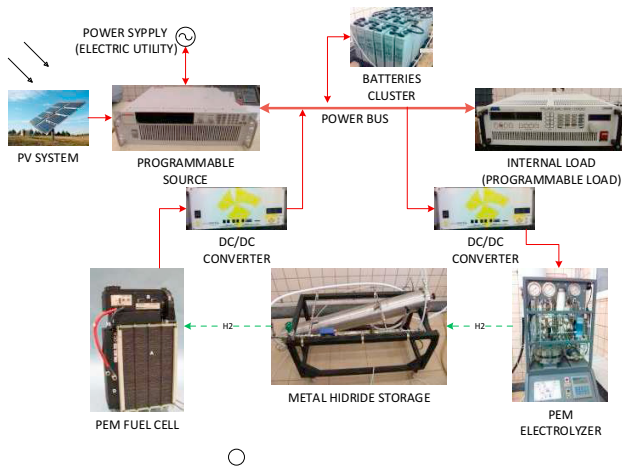 POWER SYPPLY
(ELECTRIC UTILITY)
BATTERIES
CLUSTER
POWER BUS
PV SYSTEM
PROGRAMMABLE
SOURCE
INTERNAL LOAD
(PROGRAMMABLE LOAD)
DC/DC
CONVERTER
DC/DC
CONVERTER
H2
H2
A
METAL HIDRIDE STORAGE
PEM FUEL CELL
PEM
ELECTROLYZER